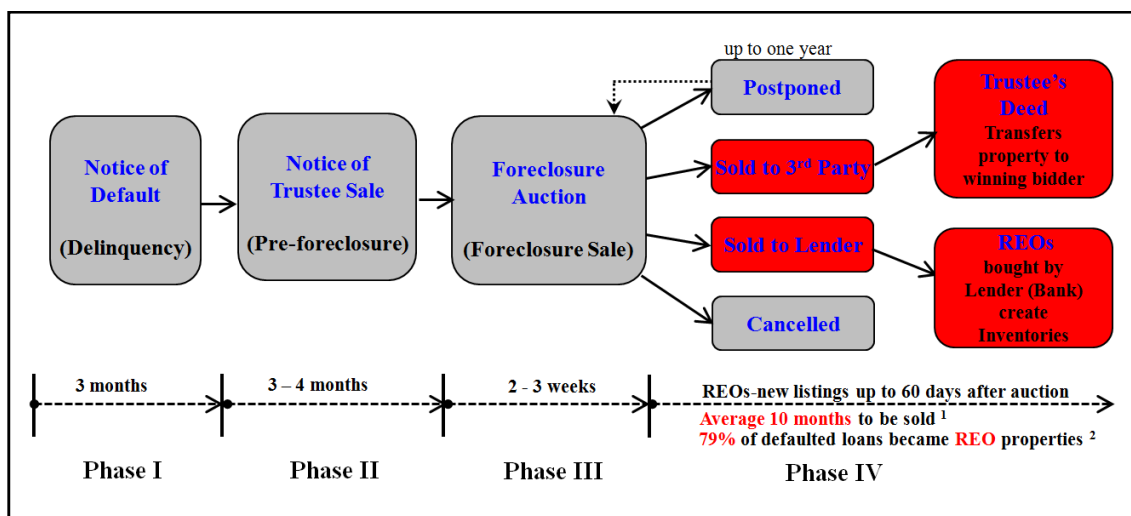 up to one year
Postponed
Trustee's
Deed
Transfers
property to
winning bidder
Notice of
Default
(Delinquency)
Notice of
Trustee Sale
(Pre-foreclosure)
Foreclosure
Auction
(Foreclosure Sale)
Sold to 3rd Party
Sold to Lender
REOs
bought by
Lender (Bank)
create
Inventories
Cancelled
3 months
3 – 4 months
2 - 3 weeks
REOs-new listings up to 60 days after auction
Average 10 months to be sold 1
79% of defaulted loans became REO properties 2
Phase I
Phase II
Phase III
Phase IV